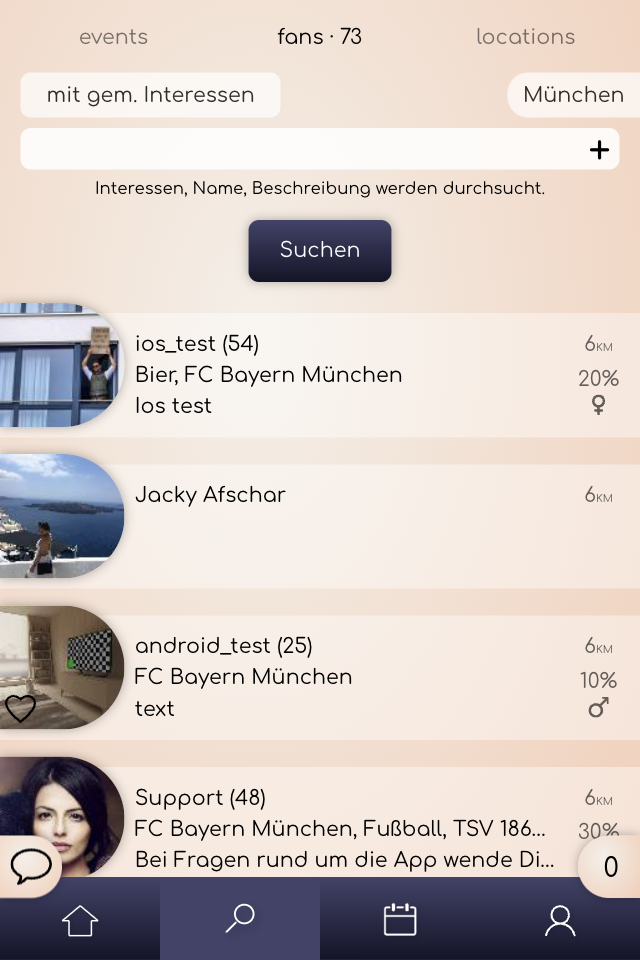 events fans · 73 locations
mit gem. Interessen München
Interessen, Name, Beschreibung werden durchsucht.
Suchen
ios_test (54) 6KM
Bier, FC Bayern München 20%
Ios test
Jacky Afschar 6KM
android_test (25) 6KM
FC Bayern München 10%
text
Support (48) 6KM
FC Bayern München, Fußball, TSV 186... 30%
Bei Fragen rund um die App wende Di...
0